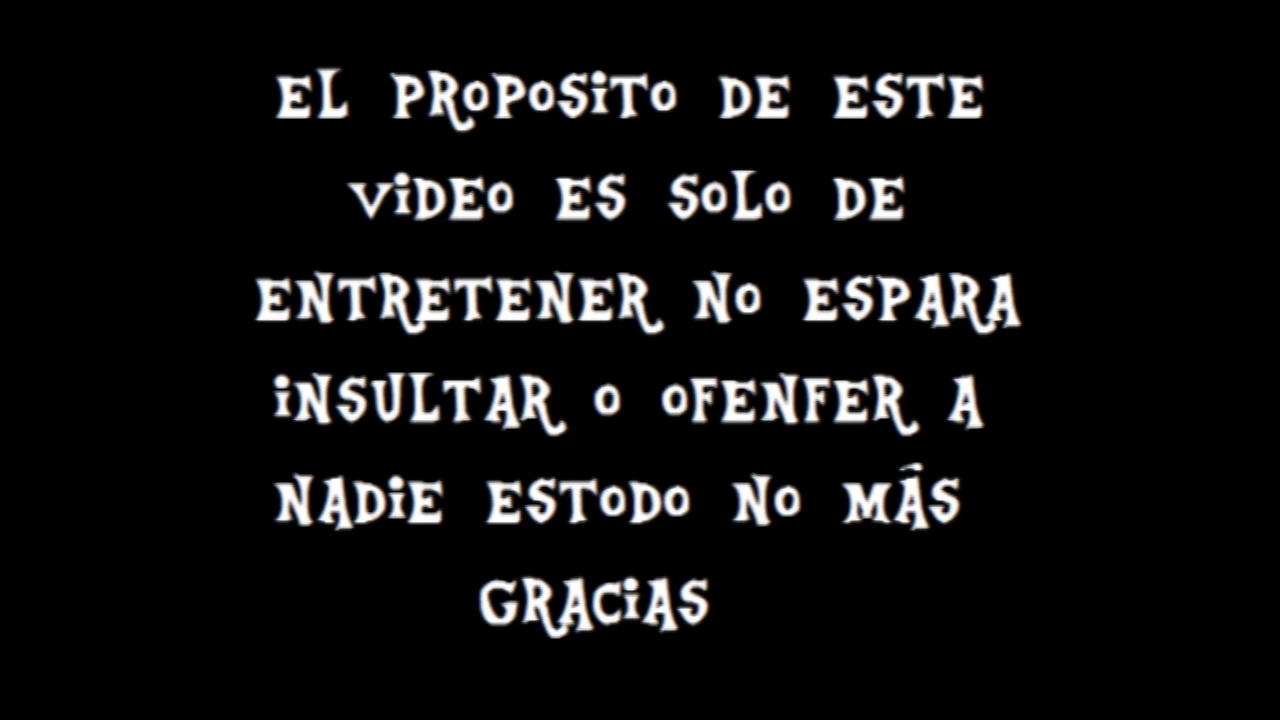 EL PROPOSITO DE ESTE
ViDEO ES SOLO DE
ENTRETENER NO ESPARA
iNSULTAR O OFENFER A
NADiE ESTODO NO MÁS
GRACiAS